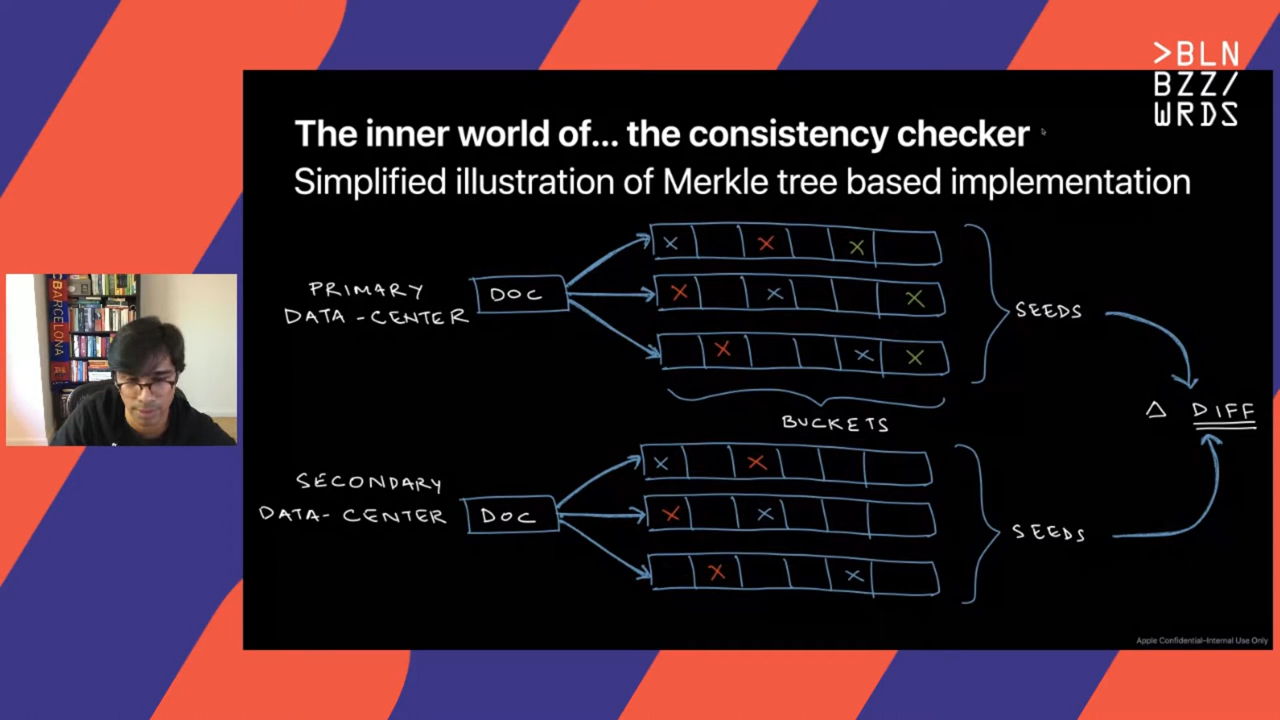 >BLN
BZZ/
WRDS
The inner world of... the consistency checker
Simplified illustration of Merkle tree based implementation
PRIMARY
DATA-CENTER
DOC
X X X
X X X
X X X
SEEDS
BUCKETS
Δ DIFF
SECONDARY
DATA-CENTER
DOC
X X
X X
X X
SEEDS
BARCELONA
Apple Confidential–Internal Use Only